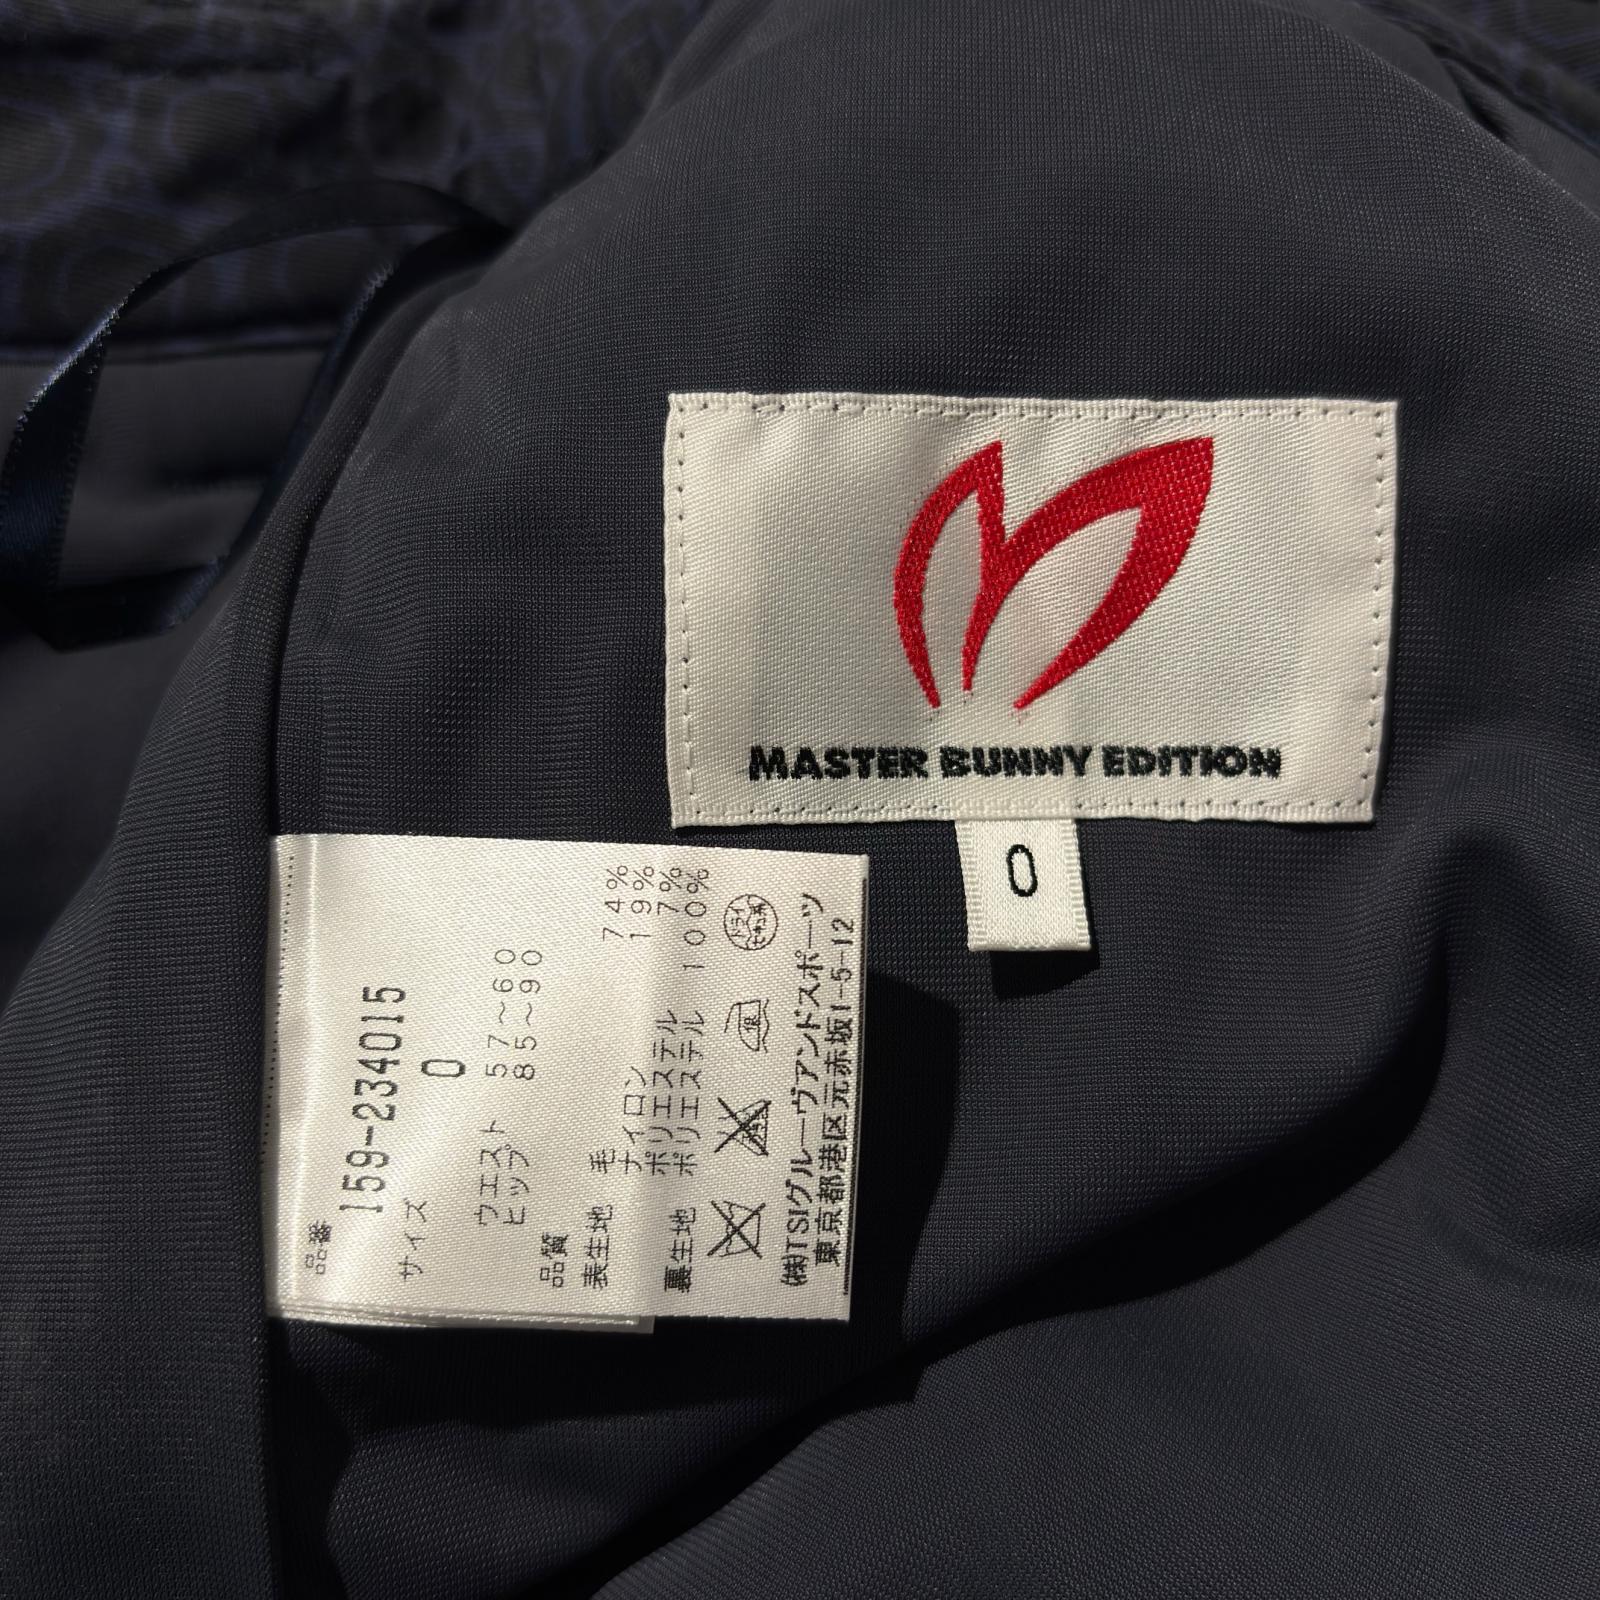 MASTER BUNNY EDITION
0
品番
159-234015
サイズ 0
ウエスト 57〜60
ヒップ 85〜90
品質
表生地 毛 74%
ナイロン 19%
ポリエステル 7%
裏生地 ポリエステル 100%
ドライ
(株)TSIグルーヴアンドスポーツ
東京都港区元赤坂1-5-12